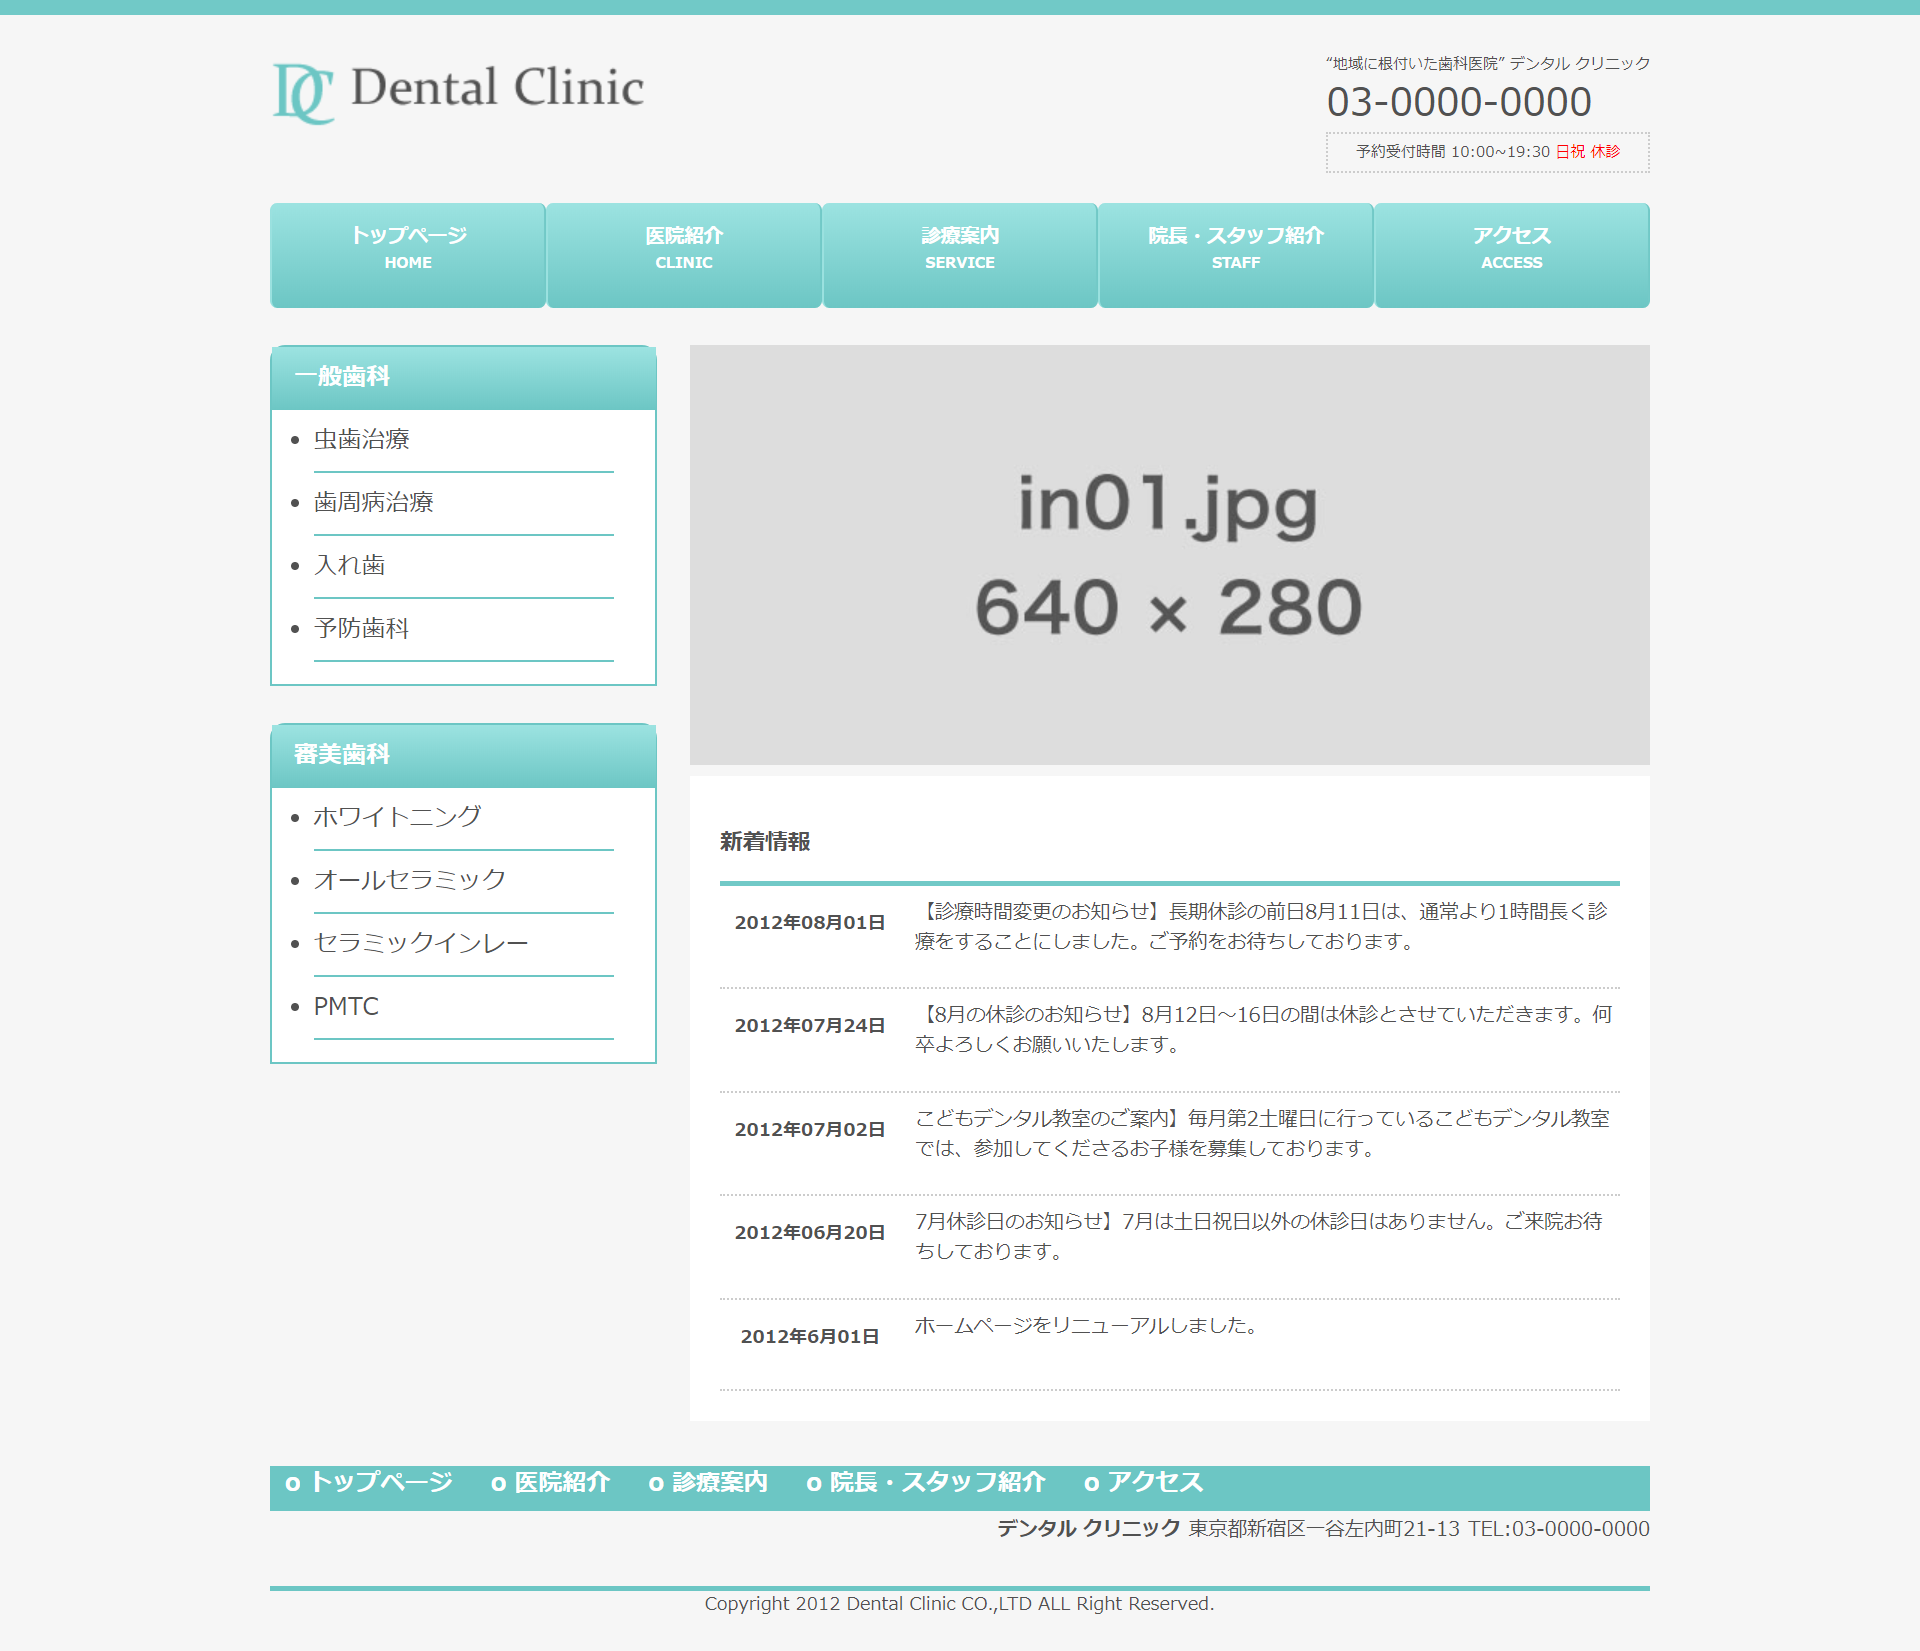 DC Dental Clinic
“地域に根付いた歯科医院” デンタル クリニック
03-0000-0000
予約受付時間 10:00~19:30 日祝 休診
トップページ 医院紹介 診療案内 院長・スタッフ紹介 アクセス
HOME CLINIC SERVICE STAFF ACCESS
一般歯科
虫歯治療
歯周病治療
入れ歯
予防歯科
審美歯科
ホワイトニング
オールセラミック
セラミックインレー
PMTC
in01.jpg
640 × 280
新着情報
2012年08月01日
【診療時間変更のお知らせ】長期休診の前日8月11日は、通常より1時間長く診
療をすることにしました。ご予約をお待ちしております。
2012年07月24日
【8月の休診のお知らせ】8月12日～16日の間は休診とさせていただきます。何
卒よろしくお願いいたします。
2012年07月02日
こどもデンタル教室のご案内】毎月第2土曜日に行っているこどもデンタル教室
では、参加してくださるお子様を募集しております。
2012年06月20日
7月休診日のお知らせ】7月は土日祝日以外の休診日はありません。ご来院お待
ちしております。
2012年6月01日
ホームページをリニューアルしました。
o トップページ o 医院紹介 o 診療案内 o 院長・スタッフ紹介 o アクセス
デンタル クリニック 東京都新宿区一谷左内町21-13 TEL:03-0000-0000
Copyright 2012 Dental Clinic CO.,LTD ALL Right Reserved.